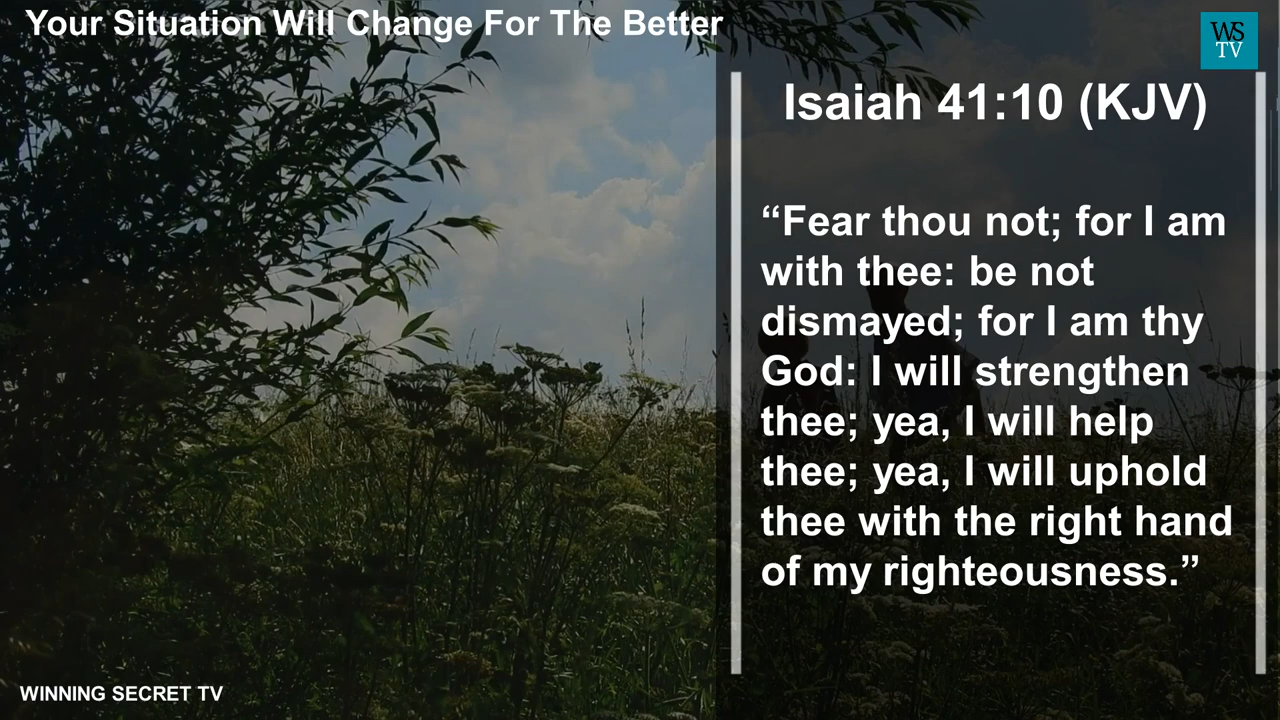 Your Situation Will Change For The Better
WS
TV
Isaiah 41:10 (KJV)
“Fear thou not; for I am
with thee: be not
dismayed; for I am thy
God: I will strengthen
thee; yea, I will help
thee; yea, I will uphold
thee with the right hand
of my righteousness.”
WINNING SECRET TV